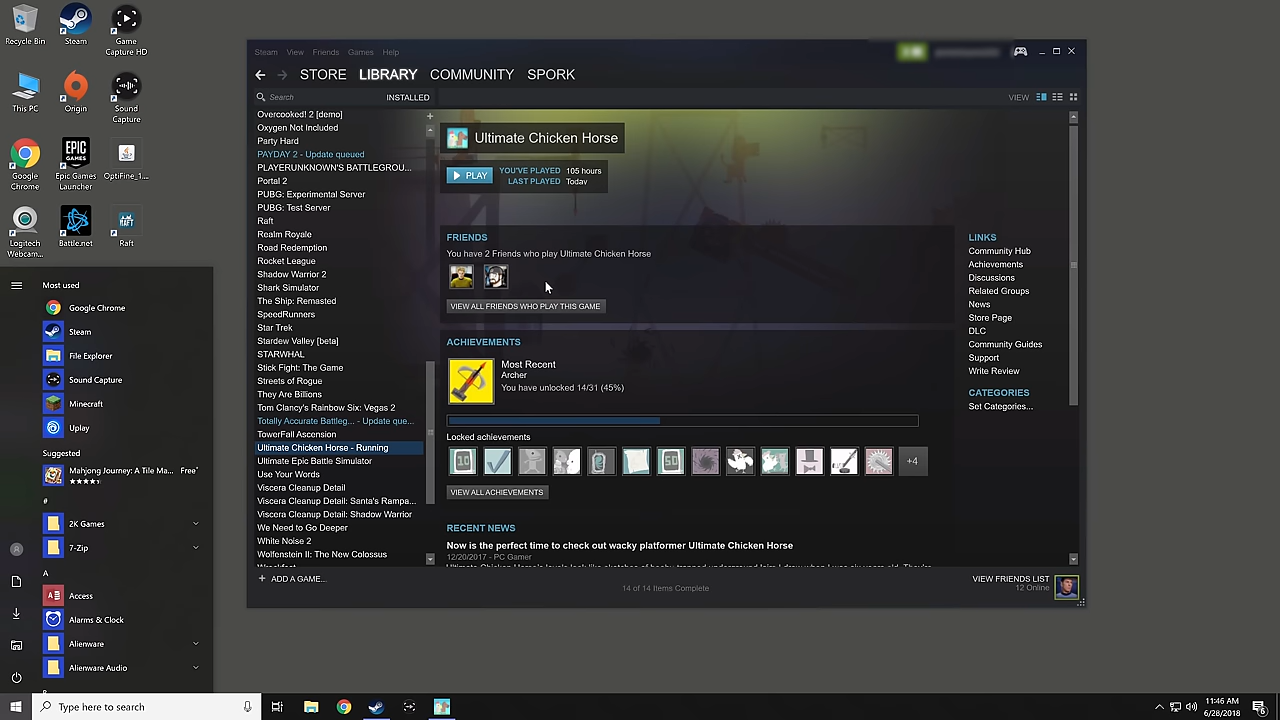 Recycle Bin
Steam
Game Capture HD
This PC
Origin
Sound Capture
Google Chrome
EPIC GAMES
Epic Games Launcher
OptiFine_1...
Logitech Webcam...
Battle.net
RAFT
Raft
Steam View Friends Games Help
STORE LIBRARY COMMUNITY SPORK
Search INSTALLED
VIEW
Overcooked! 2 [demo]
Oxygen Not Included
Party Hard
PAYDAY 2 - Update queued
PLAYERUNKNOWN'S BATTLEGROU...
Portal 2
PUBG: Experimental Server
PUBG: Test Server
Raft
Realm Royale
Road Redemption
Rocket League
Shadow Warrior 2
Shark Simulator
The Ship: Remasted
SpeedRunners
Star Trek
Stardew Valley [beta]
STARWHAL
Stick Fight: The Game
Streets of Rogue
They Are Billions
Tom Clancy's Rainbow Six: Vegas 2
Totally Accurate Battleg... - Update que...
TowerFall Ascension
Ultimate Chicken Horse - Running
Ultimate Epic Battle Simulator
Use Your Words
Viscera Cleanup Detail
Viscera Cleanup Detail: Santa's Rampa...
Viscera Cleanup Detail: Shadow Warrior
We Need to Go Deeper
White Noise 2
Wolfenstein II: The New Colossus
+ ADD A GAME...
Ultimate Chicken Horse
PLAY
YOU'VE PLAYED 105 hours
LAST PLAYED Today
FRIENDS
You have 2 Friends who play Ultimate Chicken Horse
VIEW ALL FRIENDS WHO PLAY THIS GAME
ACHIEVEMENTS
Most Recent
Archer
You have unlocked 14/31 (45%)
Locked achievements
10
50
+4
VIEW ALL ACHIEVEMENTS
RECENT NEWS
Now is the perfect time to check out wacky platformer Ultimate Chicken Horse
12/20/2017 - PC Gamer
LINKS
Community Hub
Achievements
Discussions
Related Groups
News
Store Page
DLC
Community Guides
Support
Write Review
CATEGORIES
Set Categories...
14 of 14 Items Complete
VIEW FRIENDS LIST
12 Online
Most used
Google Chrome
Steam
File Explorer
Sound Capture
Minecraft
Uplay
Suggested
Mahjong Journey: A Tile Ma... Free*
#
2K Games
7-Zip
A
Access
Alarms & Clock
Alienware
Alienware Audio
Type here to search
11:46 AM
6/28/2018
6